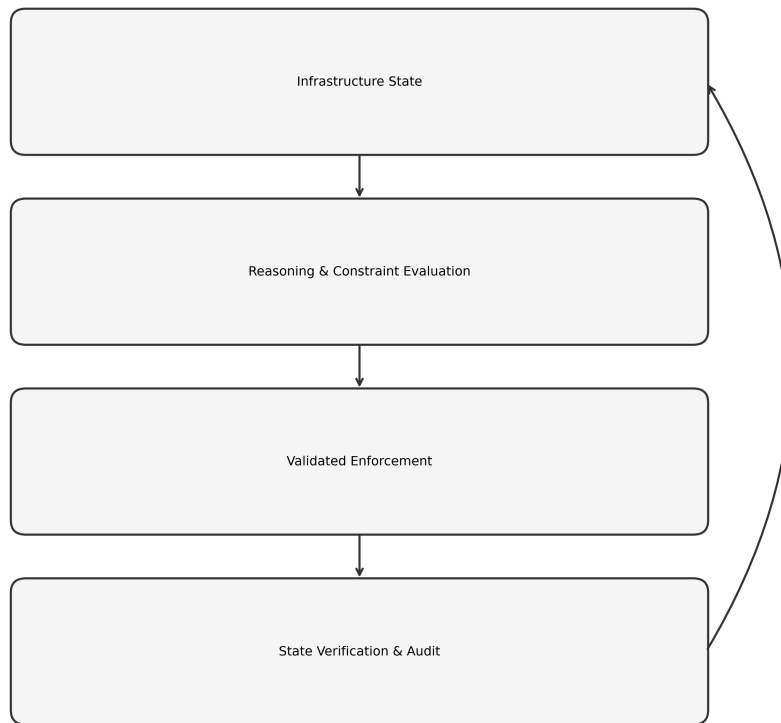 Infrastructure State
Reasoning & Constraint Evaluation
Validated Enforcement
State Verification & Audit